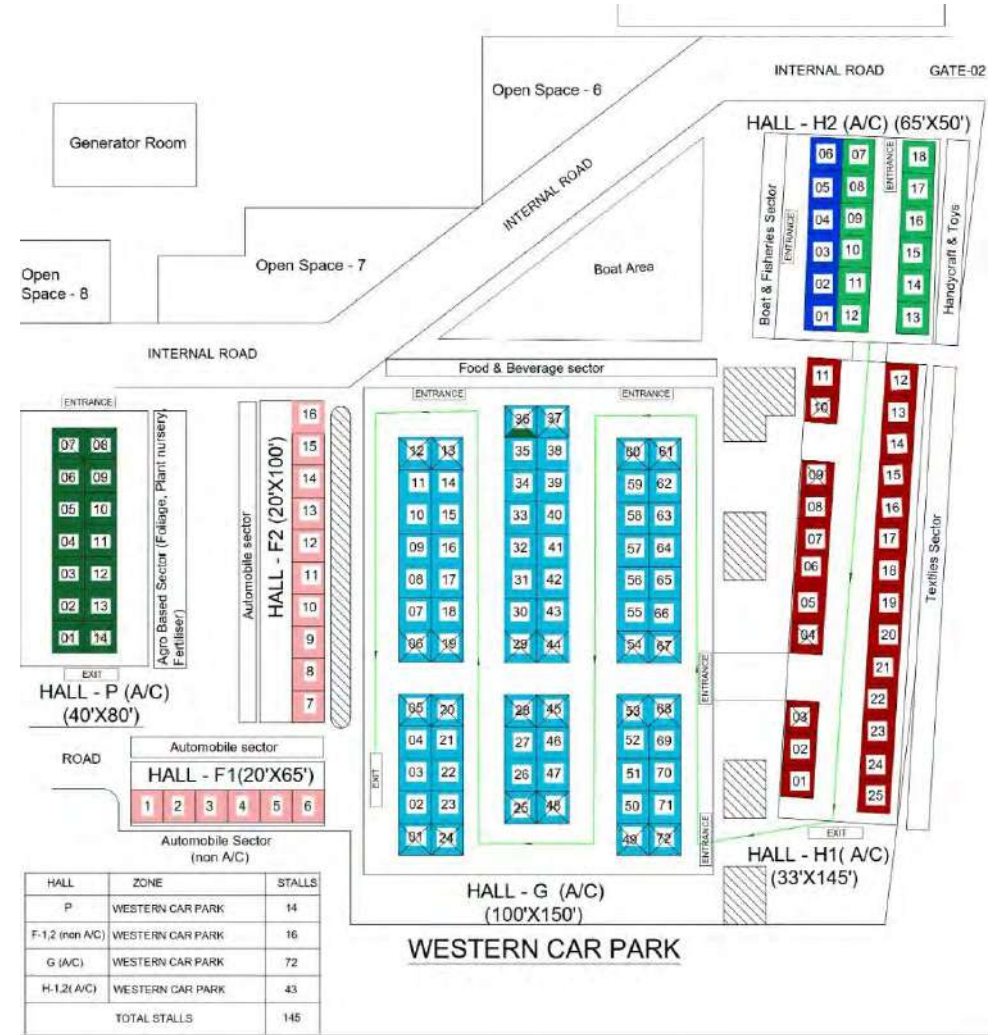 INTERNAL ROAD
GATE-02
Open Space - 6
HALL - H2 (A/C) (65'X50')
Generator Room
INTERNAL ROAD
Boat & Fisheries Sector
ENTRANCE
ENTRANCE
06 07 18
05 08 17
04 09 16
03 10 15
02 11 14
01 12 13
Handycraft & Toys
Open Space - 7
Boat Area
Open
Space - 8
INTERNAL ROAD
Food & Beverage sector
ENTRANCE
ENTRANCE
ENTRANCE
07 08
06 09
05 10
04 11
03 12
02 13
01 14
EXIT
Agro Based Sector (Foliage, Plant nursery,
Fertiliser)
HALL - P (A/C)
(40'X80')
Automobile sector
HALL - F2 (20'X100')
16
15
14
13
12
11
10
9
8
7
36 37
12 13 35 38 60 61
11 14 34 39 59 62
10 15 33 40 58 63
09 16 32 41 57 64
08 17 31 42 56 65
07 18 30 43 55 66
06 19 29 44 54 67
05 20 28 45 53 68
04 21 27 46 52 69
03 22 26 47 51 70
02 23 25 48 50 71
01 24 49 72
EXIT
ENTRANCE
ENTRANCE
HALL - G (A/C)
(100'X150')
11
10
09
08
07
06
05
04
03
02
01
12
13
14
15
16
17
18
19
20
21
22
23
24
25
Textlies Sector
EXIT
HALL - H1( A/C)
(33'X145')
ROAD
Automobile sector
HALL - F1(20'X65')
1 2 3 4 5 6
Automobile Sector
(non A/C)
WESTERN CAR PARK
HALL ZONE STALLS
P WESTERN CAR PARK 14
F-1,2 (non A/C) WESTERN CAR PARK 16
G (A/C) WESTERN CAR PARK 72
H-1,2( A/C) WESTERN CAR PARK 43
TOTAL STALLS 145